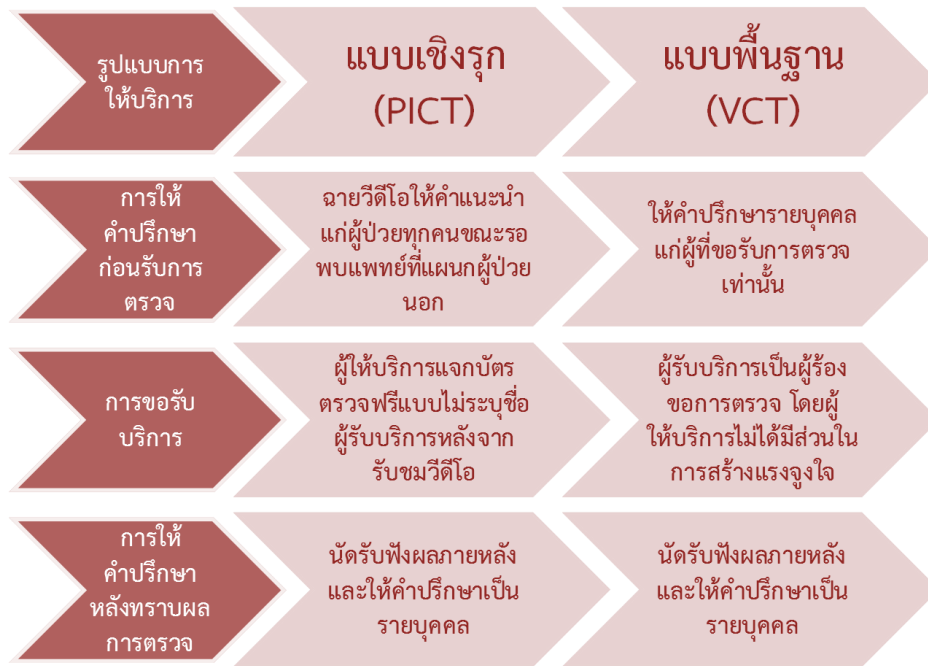 รูปแบบการ
ให้บริการ
แบบเชิงรุก
(PICT)
แบบพื้นฐาน
(VCT)
การให้
คำปรึกษา
ก่อนรับการ
ตรวจ
ฉายวีดีโอให้คำแนะนำ
แก่ผู้ป่วยทุกคนขณะรอ
พบแพทย์ที่แผนกผู้ป่วย
นอก
ให้คำปรึกษารายบุคคล
แก่ผู้ที่ขอรับการตรวจ
เท่านั้น
การขอรับ
บริการ
ผู้ให้บริการแจกบัตร
ตรวจฟรีแบบไม่ระบุชื่อ
ผู้รับบริการหลังจาก
รับชมวีดีโอ
ผู้รับบริการเป็นผู้ร้อง
ขอการตรวจ โดยผู้
ให้บริการไม่ได้มีส่วนใน
การสร้างแรงจูงใจ
การให้
คำปรึกษา
หลังทราบผล
การตรวจ
นัดรับฟังผลภายหลัง
และให้คำปรึกษาเป็น
รายบุคคล
นัดรับฟังผลภายหลัง
และให้คำปรึกษาเป็น
รายบุคคล